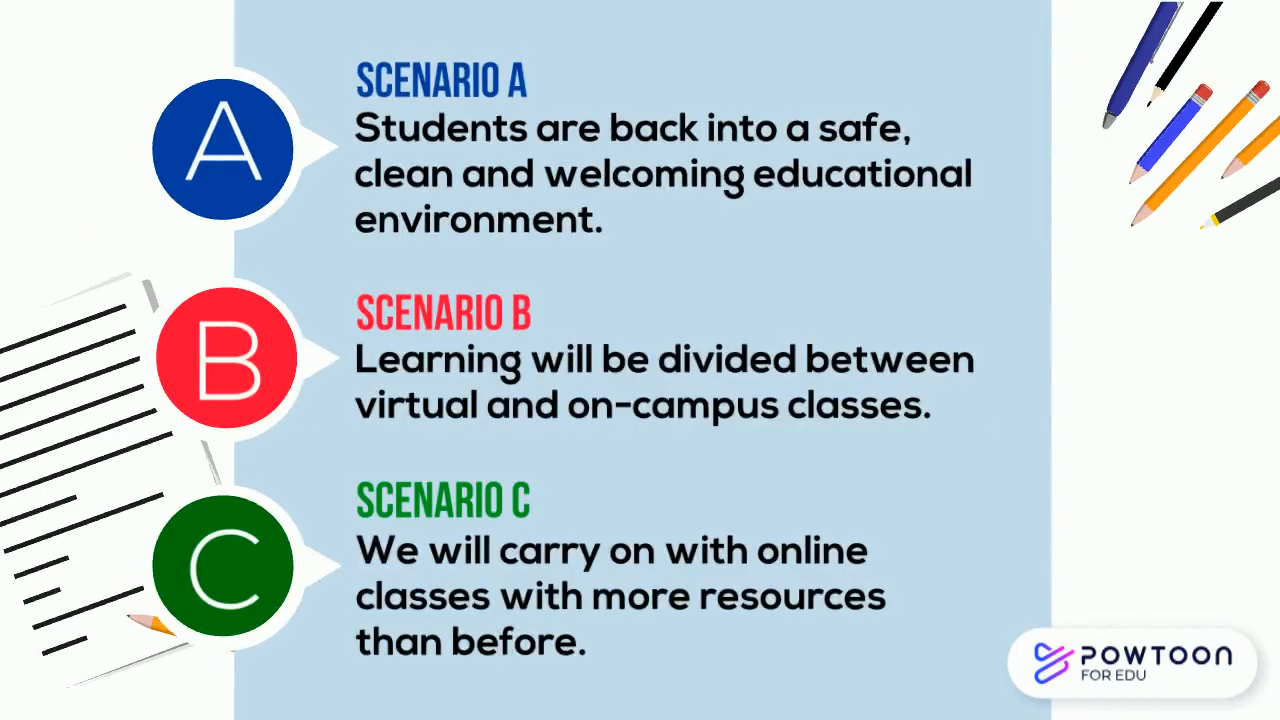 A
SCENARIO A
Students are back into a safe,
clean and welcoming educational
environment.
B
SCENARIO B
Learning will be divided between
virtual and on-campus classes.
C
SCENARIO C
We will carry on with online
classes with more resources
than before.
POWTOON
FOR EDU